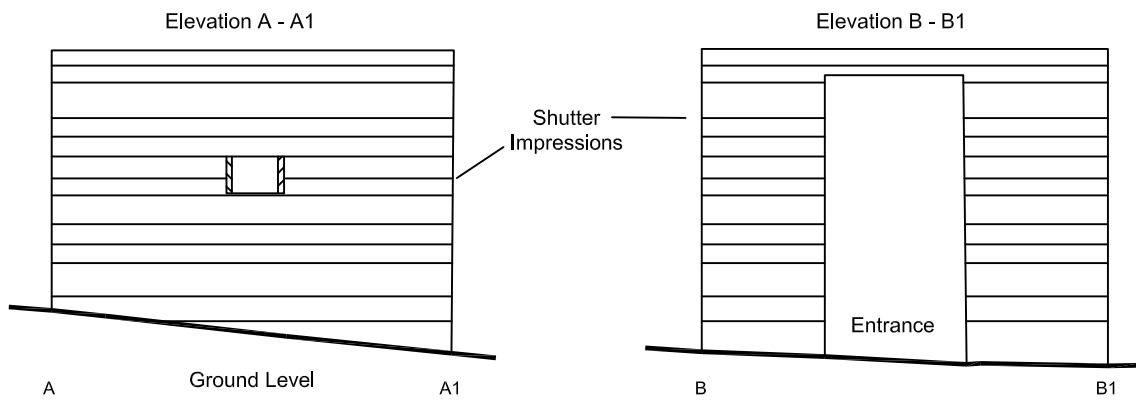 Elevation A - A1
Elevation B - B1
Shutter
Impressions
Entrance
Ground Level
A
A1
B
B1